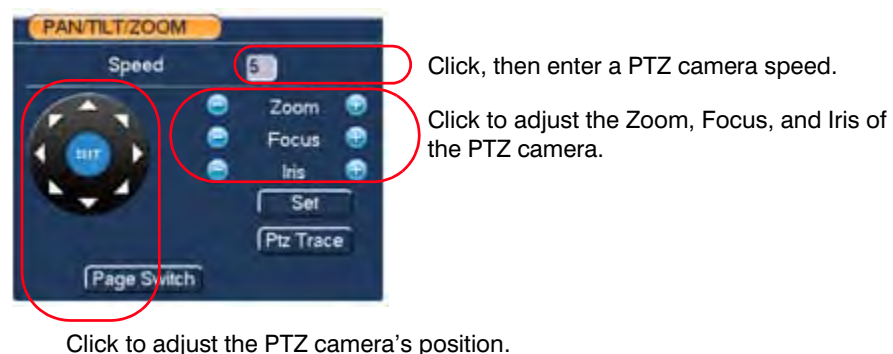 PAN/TILT/ZOOM
Speed 5
Click, then enter a PTZ camera speed.
Zoom
Focus
Iris
Click to adjust the Zoom, Focus, and Iris of
the PTZ camera.
SIT
Set
Ptz Trace
Page Switch
Click to adjust the PTZ camera's position.